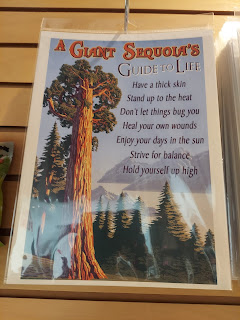 A GIANT SEQUOIA'S
GUIDE TO LIFE
Have a thick skin
Stand up to the heat
Don't let things bug you
Heal your own wounds
Enjoy your days in the sun
Strive for balance
Hold yourself up high